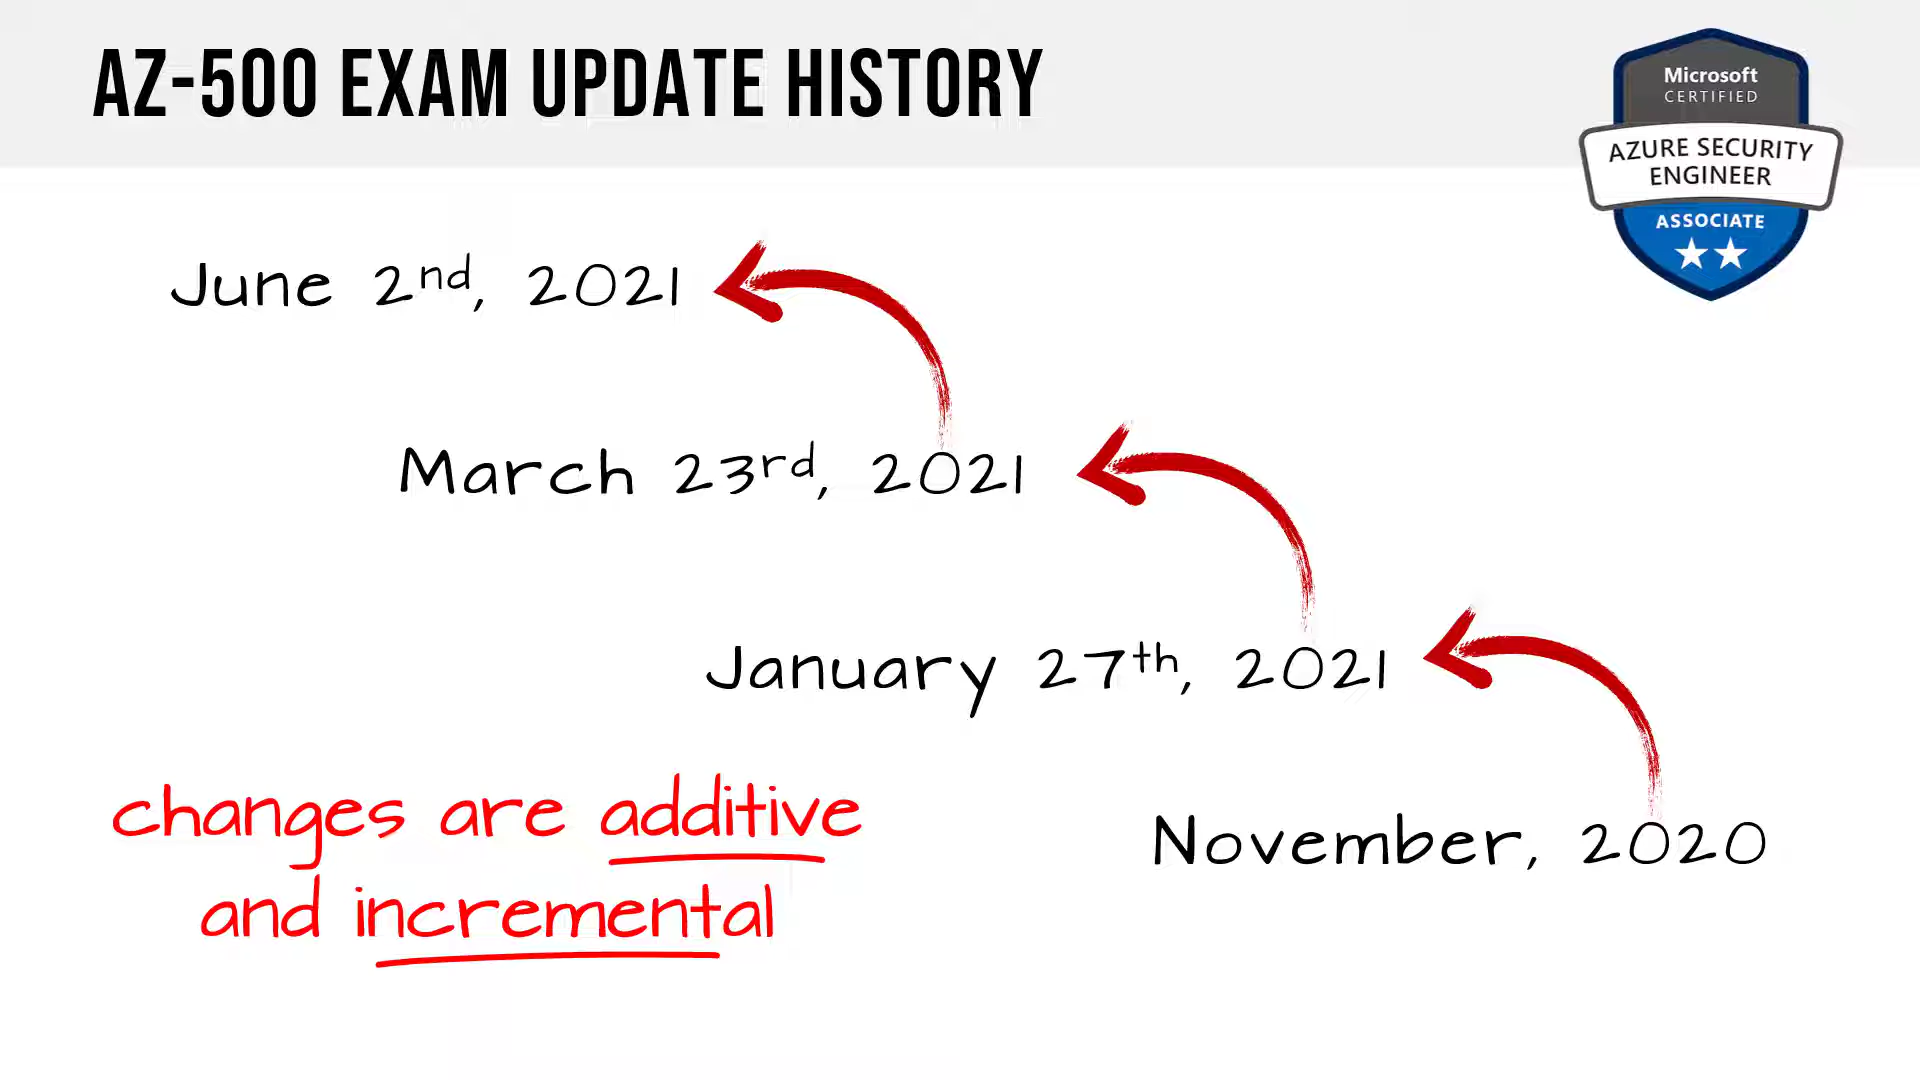 AZ-500 EXAM UPDATE HISTORY
Microsoft
CERTIFIED
AZURE SECURITY
ENGINEER
ASSOCIATE
June 2nd, 2021
March 23rd, 2021
January 27th, 2021
November, 2020
changes are additive
and incremental